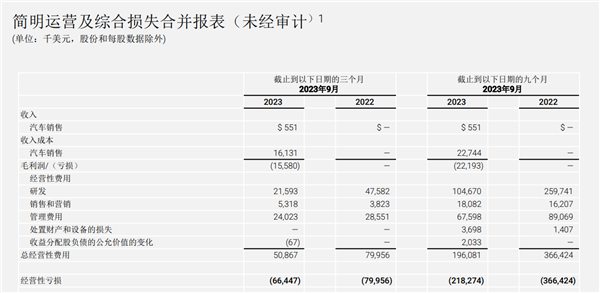 简明运营及综合损失合并报表（未经审计）1
(单位：千美元，股份和每股数据除外)
截止到以下日期的三个月 截止到以下日期的九个月
2023年9月 2023年9月
2023 2022 2023 2022
收入
汽车销售 $ 551 $ — $ 551 $ —
收入成本
汽车销售 16,131 — 22,744 —
毛利润/（亏损） (15,580) — (22,193) —
经营性费用
研发 21,593 47,582 104,670 259,741
销售和营销 5,318 3,823 18,082 16,207
管理费用 24,023 28,551 67,598 89,069
处置财产和设备的损失 — — 3,698 1,407
收益分配股负债的公允价值的变化 (67) — 2,033 —
总经营性费用 50,867 79,956 196,081 366,424
经营性亏损 (66,447) (79,956) (218,274) (366,424)